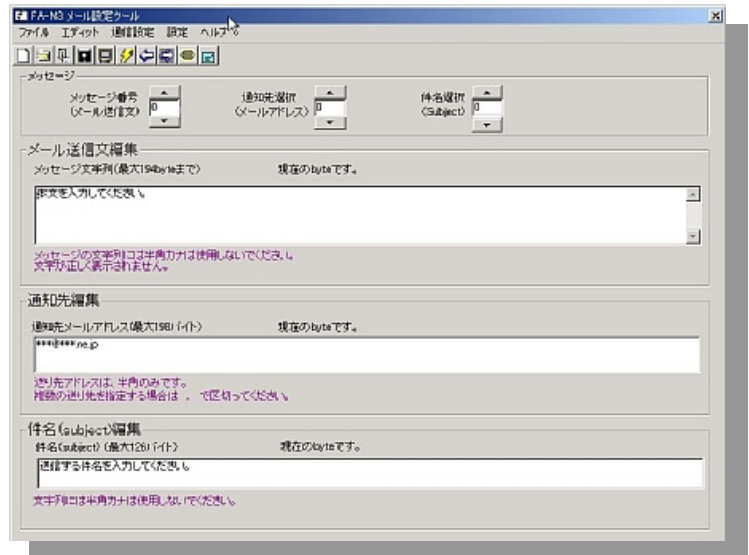 FA-N3 メール設定ツール
ファイル エディット 通信設定 設定 ヘルプ
メッセージ
メッセージ番号
(メール送信文)
0
通知先選択
(メールアドレス)
0
件名選択
(Subject)
0
メール送信文編集
メッセージ文字列(最大194byteまで) 現在のbyteです。
本文を入力してください。
メッセージの文字列には半角カナは使用しないでください。
文字が正しく表示されません。
通知先編集
通知先メールアドレス(最大198バイト) 現在のbyteです。
***@***.ne.jp
送り先アドレスは、半角のみです。
複数の送り先を指定する場合は , で区切ってください。
件名(subject)編集
件名(subject) (最大126バイト) 現在のbyteです。
送信する件名を入力してください。
文字列には半角カナは使用しないでください。